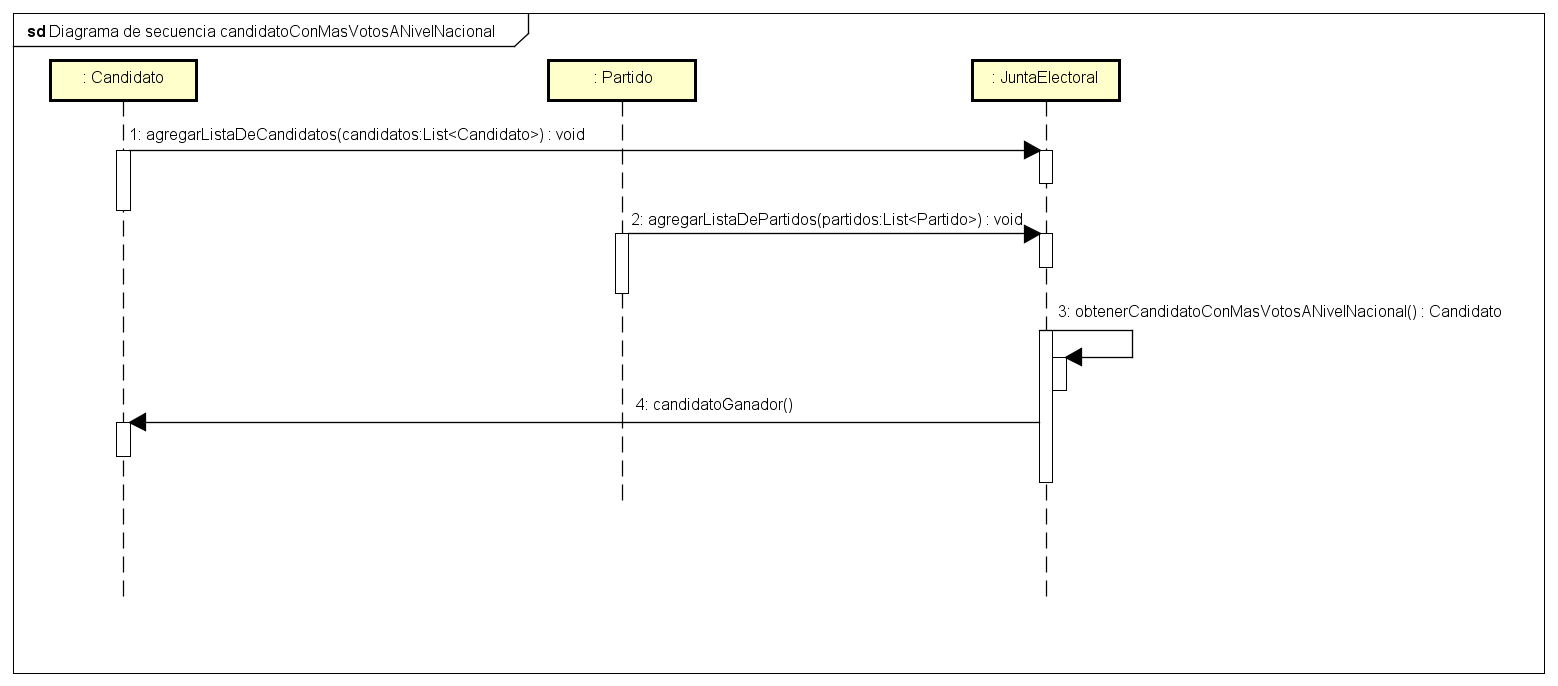 sd Diagrama de secuencia candidatoConMasVotosANivelNacional
: Candidato
: Partido
: JuntaElectoral
1: agregarListaDeCandidatos(candidatos:List<Candidato>) : void
2: agregarListaDePartidos(partidos:List<Partido>) : void
3: obtenerCandidatoConMasVotosANivelNacional() : Candidato
4: candidatoGanador()